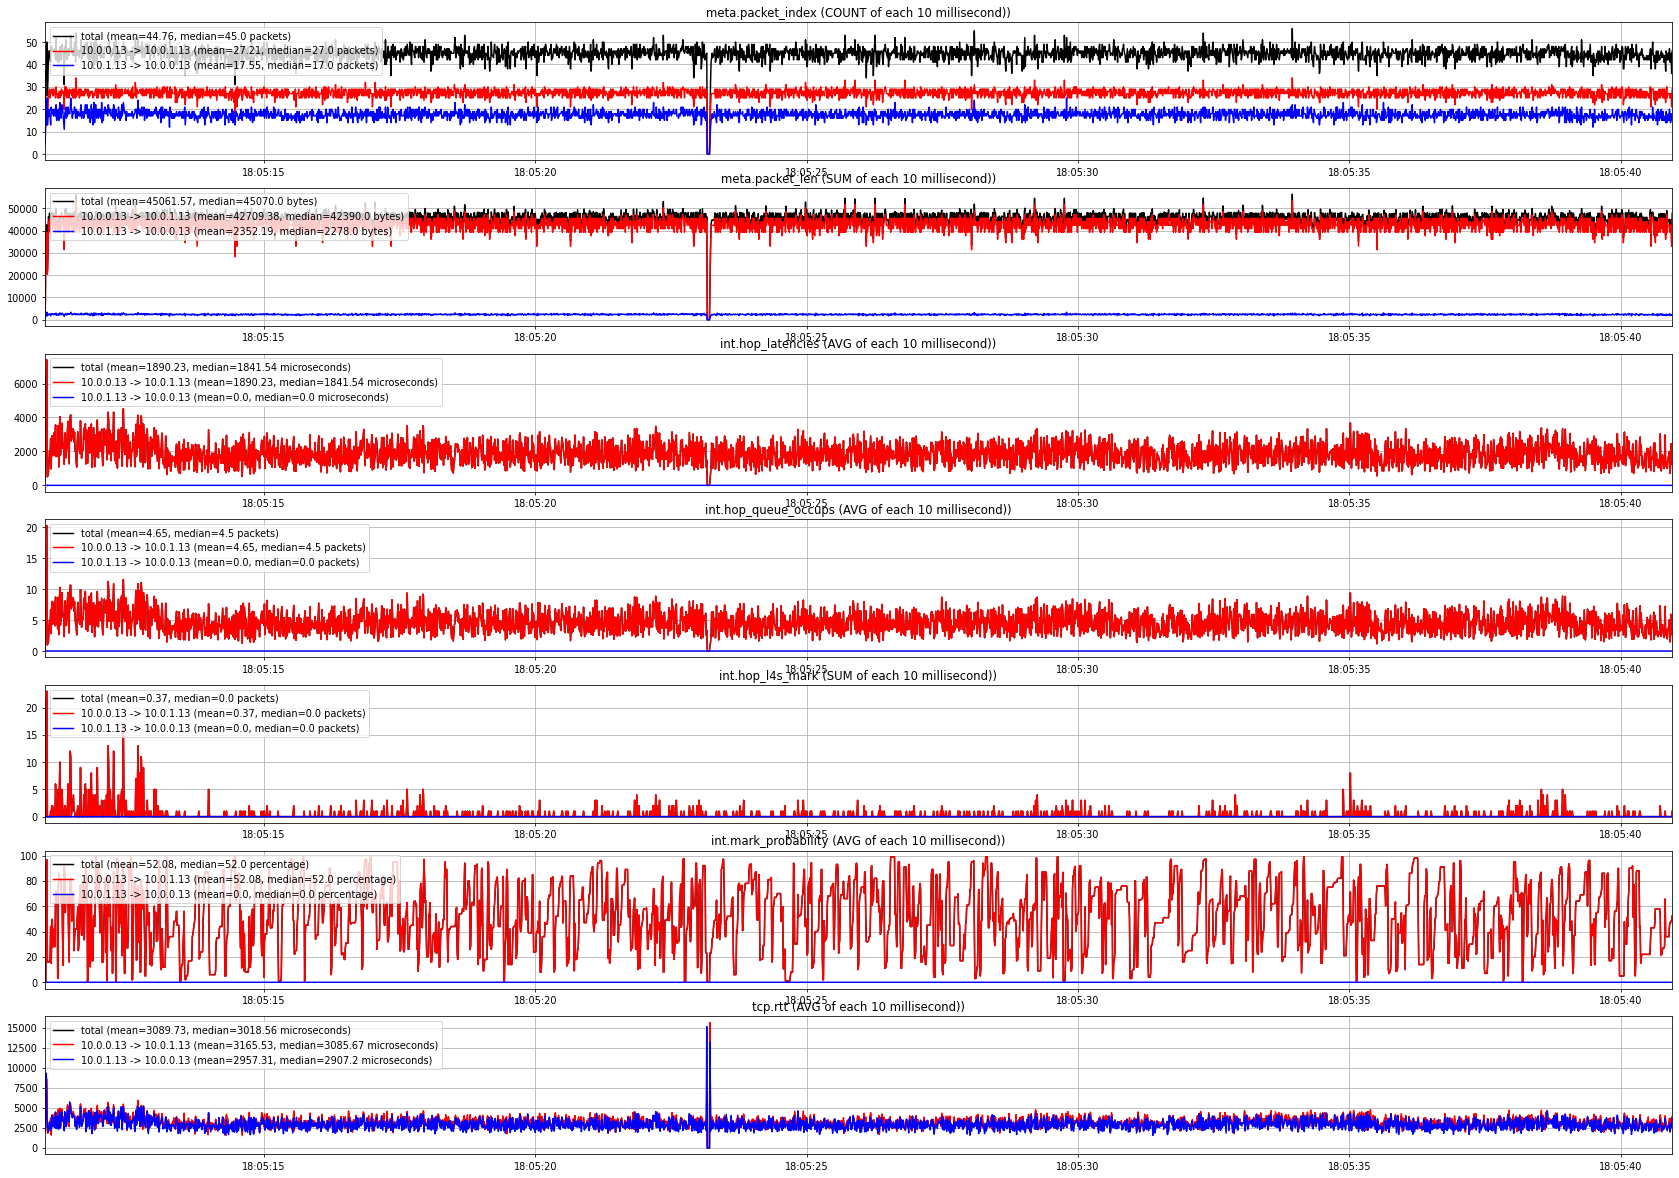 meta.packet_index (COUNT of each 10 millisecond))
total (mean=44.76, median=45.0 packets)
10.0.0.13 -> 10.0.1.13 (mean=27.21, median=27.0 packets)
10.0.1.13 -> 10.0.0.13 (mean=17.55, median=17.0 packets)
50
40
30
20
10
0
18:05:15 18:05:20 18:05:25 18:05:30 18:05:35 18:05:40
meta.packet_len (SUM of each 10 millisecond))
total (mean=45061.57, median=45070.0 bytes)
10.0.0.13 -> 10.0.1.13 (mean=42709.38, median=42390.0 bytes)
10.0.1.13 -> 10.0.0.13 (mean=2352.19, median=2278.0 bytes)
50000
40000
30000
20000
10000
0
18:05:15 18:05:20 18:05:25 18:05:30 18:05:35 18:05:40
int.hop_latencies (AVG of each 10 millisecond))
total (mean=1890.23, median=1841.54 microseconds)
10.0.0.13 -> 10.0.1.13 (mean=1890.23, median=1841.54 microseconds)
10.0.1.13 -> 10.0.0.13 (mean=0.0, median=0.0 microseconds)
6000
4000
2000
0
18:05:15 18:05:20 18:05:25 18:05:30 18:05:35 18:05:40
int.hop_queue_occups (AVG of each 10 millisecond))
total (mean=4.65, median=4.5 packets)
10.0.0.13 -> 10.0.1.13 (mean=4.65, median=4.5 packets)
10.0.1.13 -> 10.0.0.13 (mean=0.0, median=0.0 packets)
20
15
10
5
0
18:05:15 18:05:20 18:05:25 18:05:30 18:05:35 18:05:40
int.hop_l4s_mark (SUM of each 10 millisecond))
total (mean=0.37, median=0.0 packets)
10.0.0.13 -> 10.0.1.13 (mean=0.37, median=0.0 packets)
10.0.1.13 -> 10.0.0.13 (mean=0.0, median=0.0 packets)
20
15
10
5
0
18:05:15 18:05:20 18:05:25 18:05:30 18:05:35 18:05:40
int.mark_probability (AVG of each 10 millisecond))
total (mean=52.08, median=52.0 percentage)
10.0.0.13 -> 10.0.1.13 (mean=52.08, median=52.0 percentage)
10.0.1.13 -> 10.0.0.13 (mean=0.0, median=0.0 percentage)
100
80
60
40
20
0
18:05:15 18:05:20 18:05:25 18:05:30 18:05:35 18:05:40
tcp.rtt (AVG of each 10 millisecond))
total (mean=3089.73, median=3018.56 microseconds)
10.0.0.13 -> 10.0.1.13 (mean=3165.53, median=3085.67 microseconds)
10.0.1.13 -> 10.0.0.13 (mean=2957.31, median=2907.2 microseconds)
15000
12500
10000
7500
5000
2500
0
18:05:15 18:05:20 18:05:25 18:05:30 18:05:35 18:05:40